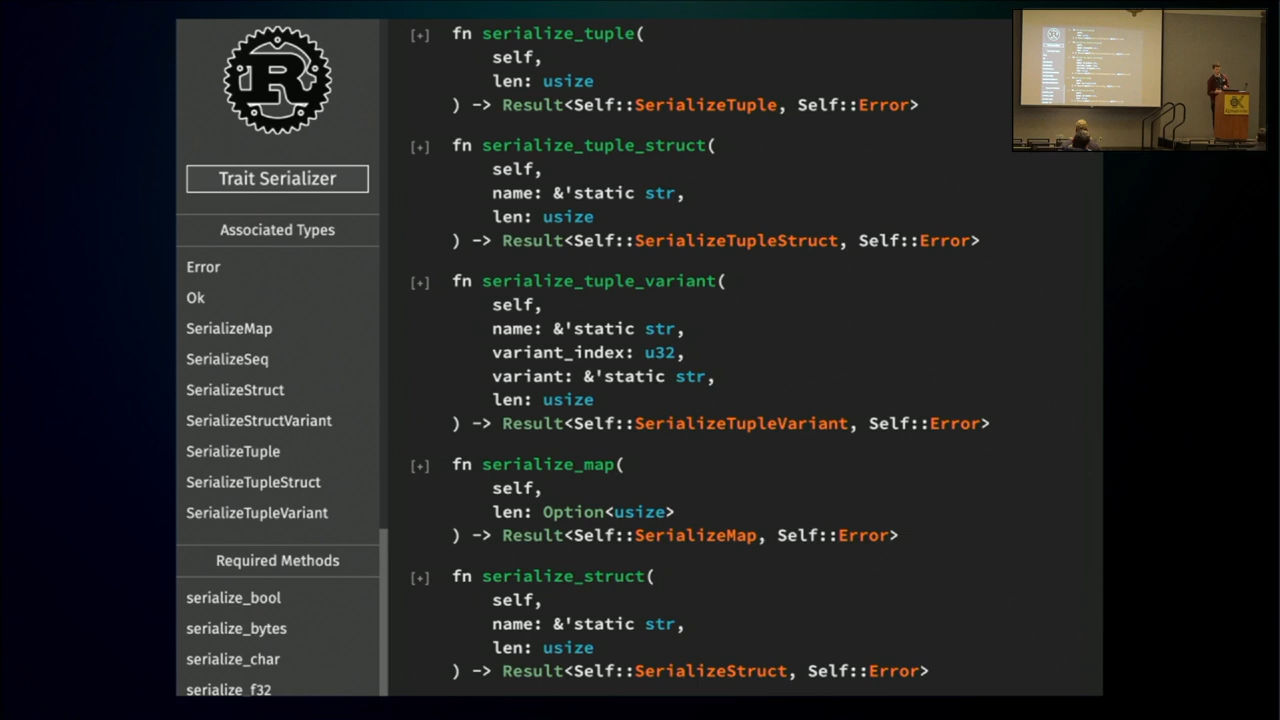 R
Trait Serializer
Associated Types
Error
Ok
SerializeMap
SerializeSeq
SerializeStruct
SerializeStructVariant
SerializeTuple
SerializeTupleStruct
SerializeTupleVariant
Required Methods
serialize_bool
serialize_bytes
serialize_char
serialize_f32
[+] fn serialize_tuple(
self,
len: usize
) -> Result<Self::SerializeTuple, Self::Error>
[+] fn serialize_tuple_struct(
self,
name: &'static str,
len: usize
) -> Result<Self::SerializeTupleStruct, Self::Error>
[+] fn serialize_tuple_variant(
self,
name: &'static str,
variant_index: u32,
variant: &'static str,
len: usize
) -> Result<Self::SerializeTupleVariant, Self::Error>
[+] fn serialize_map(
self,
len: Option<usize>
) -> Result<Self::SerializeMap, Self::Error>
[+] fn serialize_struct(
self,
name: &'static str,
len: usize
) -> Result<Self::SerializeStruct, Self::Error>